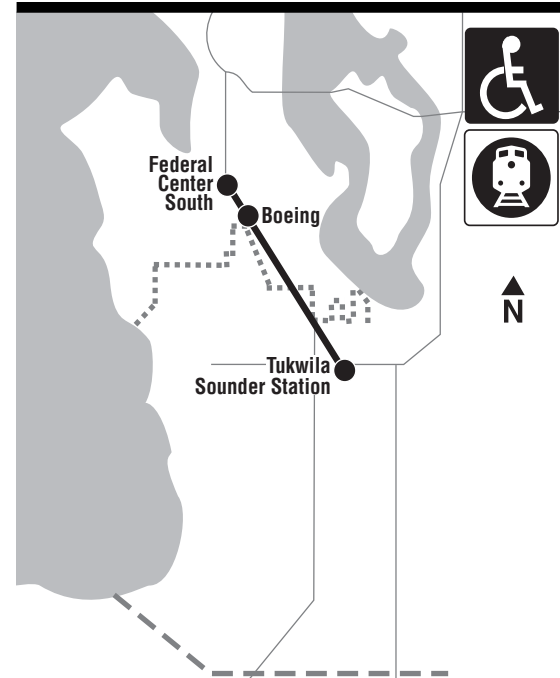 Federal
Center
South
Boeing
N
Tukwila
Sounder Station